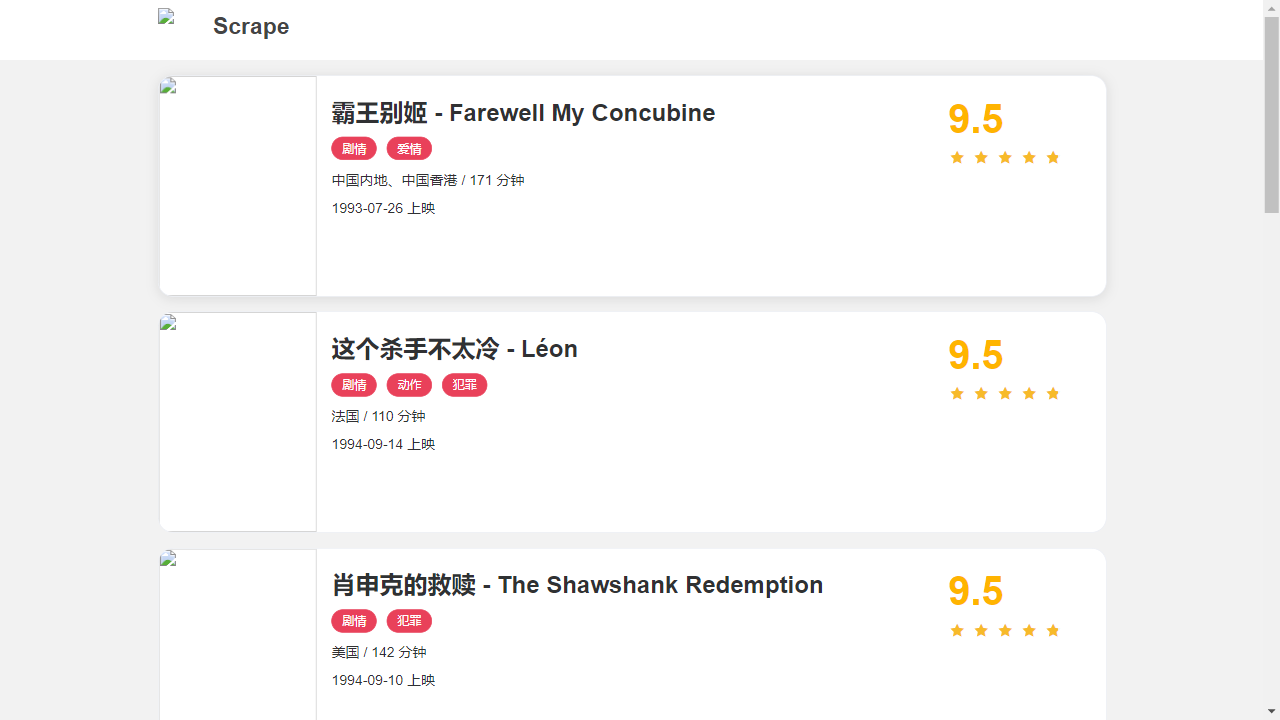 Scrape
霸王别姬 - Farewell My Concubine
9.5
剧情 爱情
中国内地、中国香港 / 171 分钟
1993-07-26 上映
这个杀手不太冷 - Léon
9.5
剧情 动作 犯罪
法国 / 110 分钟
1994-09-14 上映
肖申克的救赎 - The Shawshank Redemption
9.5
剧情 犯罪
美国 / 142 分钟
1994-09-10 上映